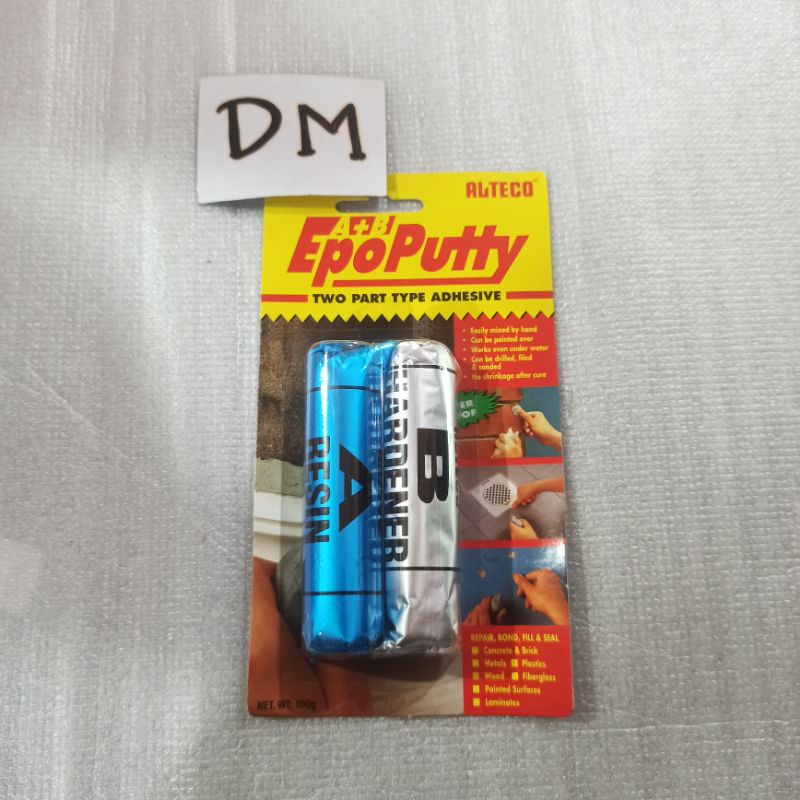 DM
ALTECO
A+B
EpoPutty
TWO PART TYPE ADHESIVE
• Easily mixed by hand
• Can be painted over
• Works even under water
• Can be drilled, filed
& sanded
• No shrinkage after cure
A
RESIN
B
HARDENER
REPAIR, BOND, FILL & SEAL
Concrete & Brick
Metals Plastics
Wood Fiberglass
Painted Surfaces
Laminates
NET. WT: 100g